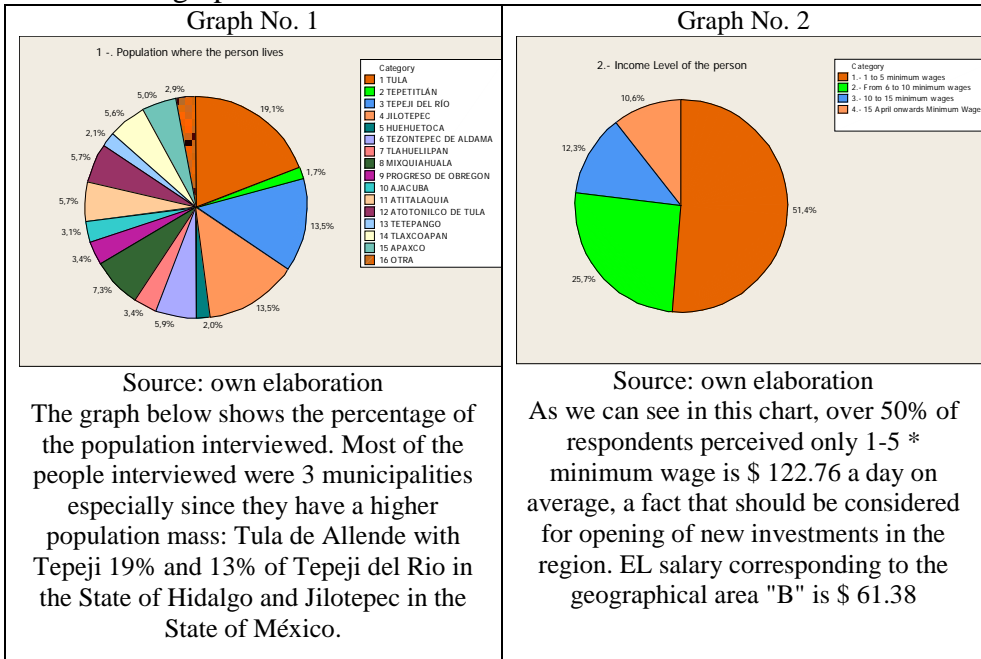 Graph No. 1
1 -. Population where the person lives
Category
1 TULA
2 TEPETITLÁN
3 TEPEJI DEL RÍO
4 JILOTEPEC
5 HUEHUETOCA
6 TEZONTEPEC DE ALDAMA
7 TLAHUELILPAN
8 MIXQUIAHUALA
9 PROGRESO DE OBREGON
10 AJACUBA
11 ATITALAQUIA
12 ATOTONILCO DE TULA
13 TETEPANGO
14 TLAXCOAPAN
15 APAXCO
16 OTRA
19,1%
1,7%
13,5%
13,5%
2,0%
5,9%
3,4%
7,3%
3,4%
3,1%
5,7%
5,7%
2,1%
5,6%
5,0%
2,9%
Source: own elaboration
The graph below shows the percentage of
the population interviewed. Most of the
people interviewed were 3 municipalities
especially since they have a higher
population mass: Tula de Allende with
Tepeji 19% and 13% of Tepeji del Rio in
the State of Hidalgo and Jilotepec in the
State of México.
Graph No. 2
2.- Income Level of the person
Category
1.- 1 to 5 minimum wages
2.- From 6 to 10 minimum wages
3.- 10 to 15 minimum wages
4.- 15 April onwards Minimum Wage
51,4%
25,7%
12,3%
10,6%
Source: own elaboration
As we can see in this chart, over 50% of
respondents perceived only 1-5 *
minimum wage is $ 122.76 a day on
average, a fact that should be considered
for opening of new investments in the
region. EL salary corresponding to the
geographical area "B" is $ 61.38